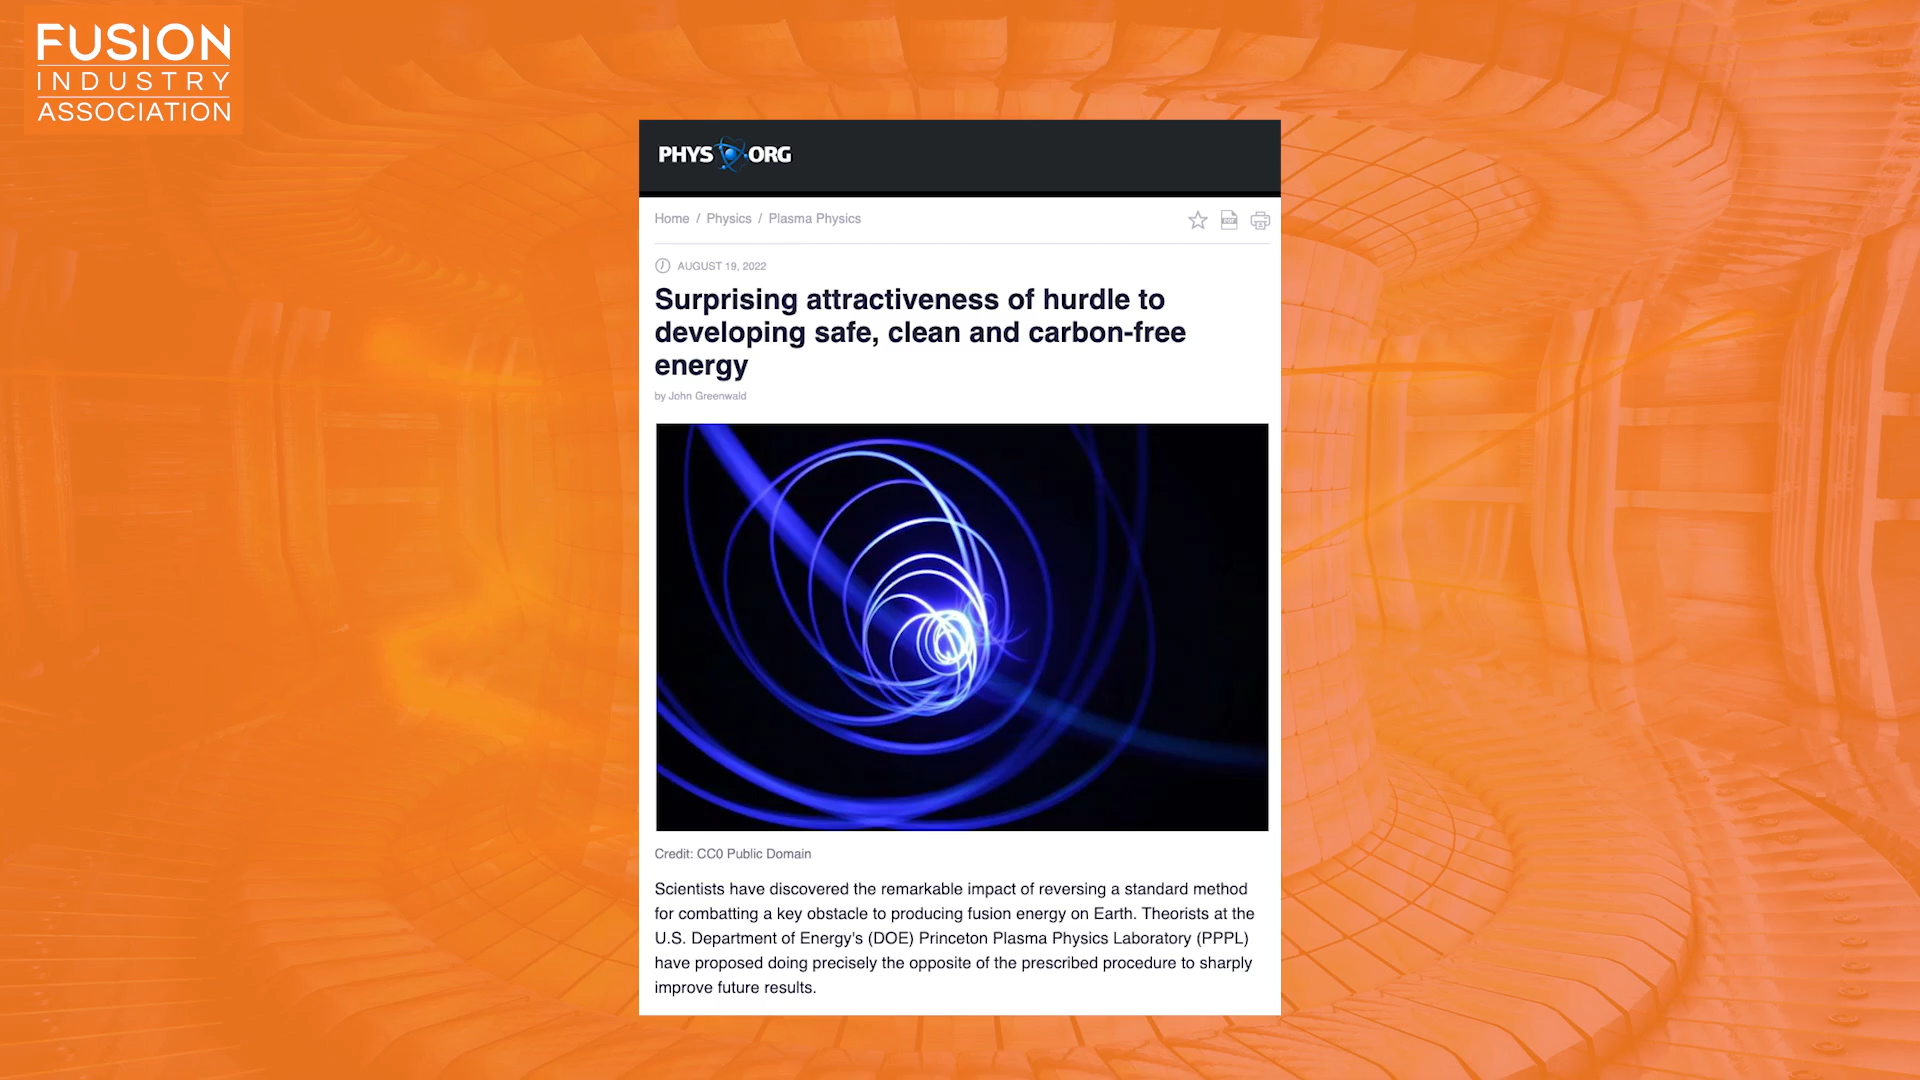 FUSION
INDUSTRY
ASSOCIATION
PHYS ORG
Home / Physics / Plasma Physics
PDF
AUGUST 19, 2022
Surprising attractiveness of hurdle to
developing safe, clean and carbon-free
energy
by John Greenwald
Credit: CC0 Public Domain
Scientists have discovered the remarkable impact of reversing a standard method
for combatting a key obstacle to producing fusion energy on Earth. Theorists at the
U.S. Department of Energy's (DOE) Princeton Plasma Physics Laboratory (PPPL)
have proposed doing precisely the opposite of the prescribed procedure to sharply
improve future results.